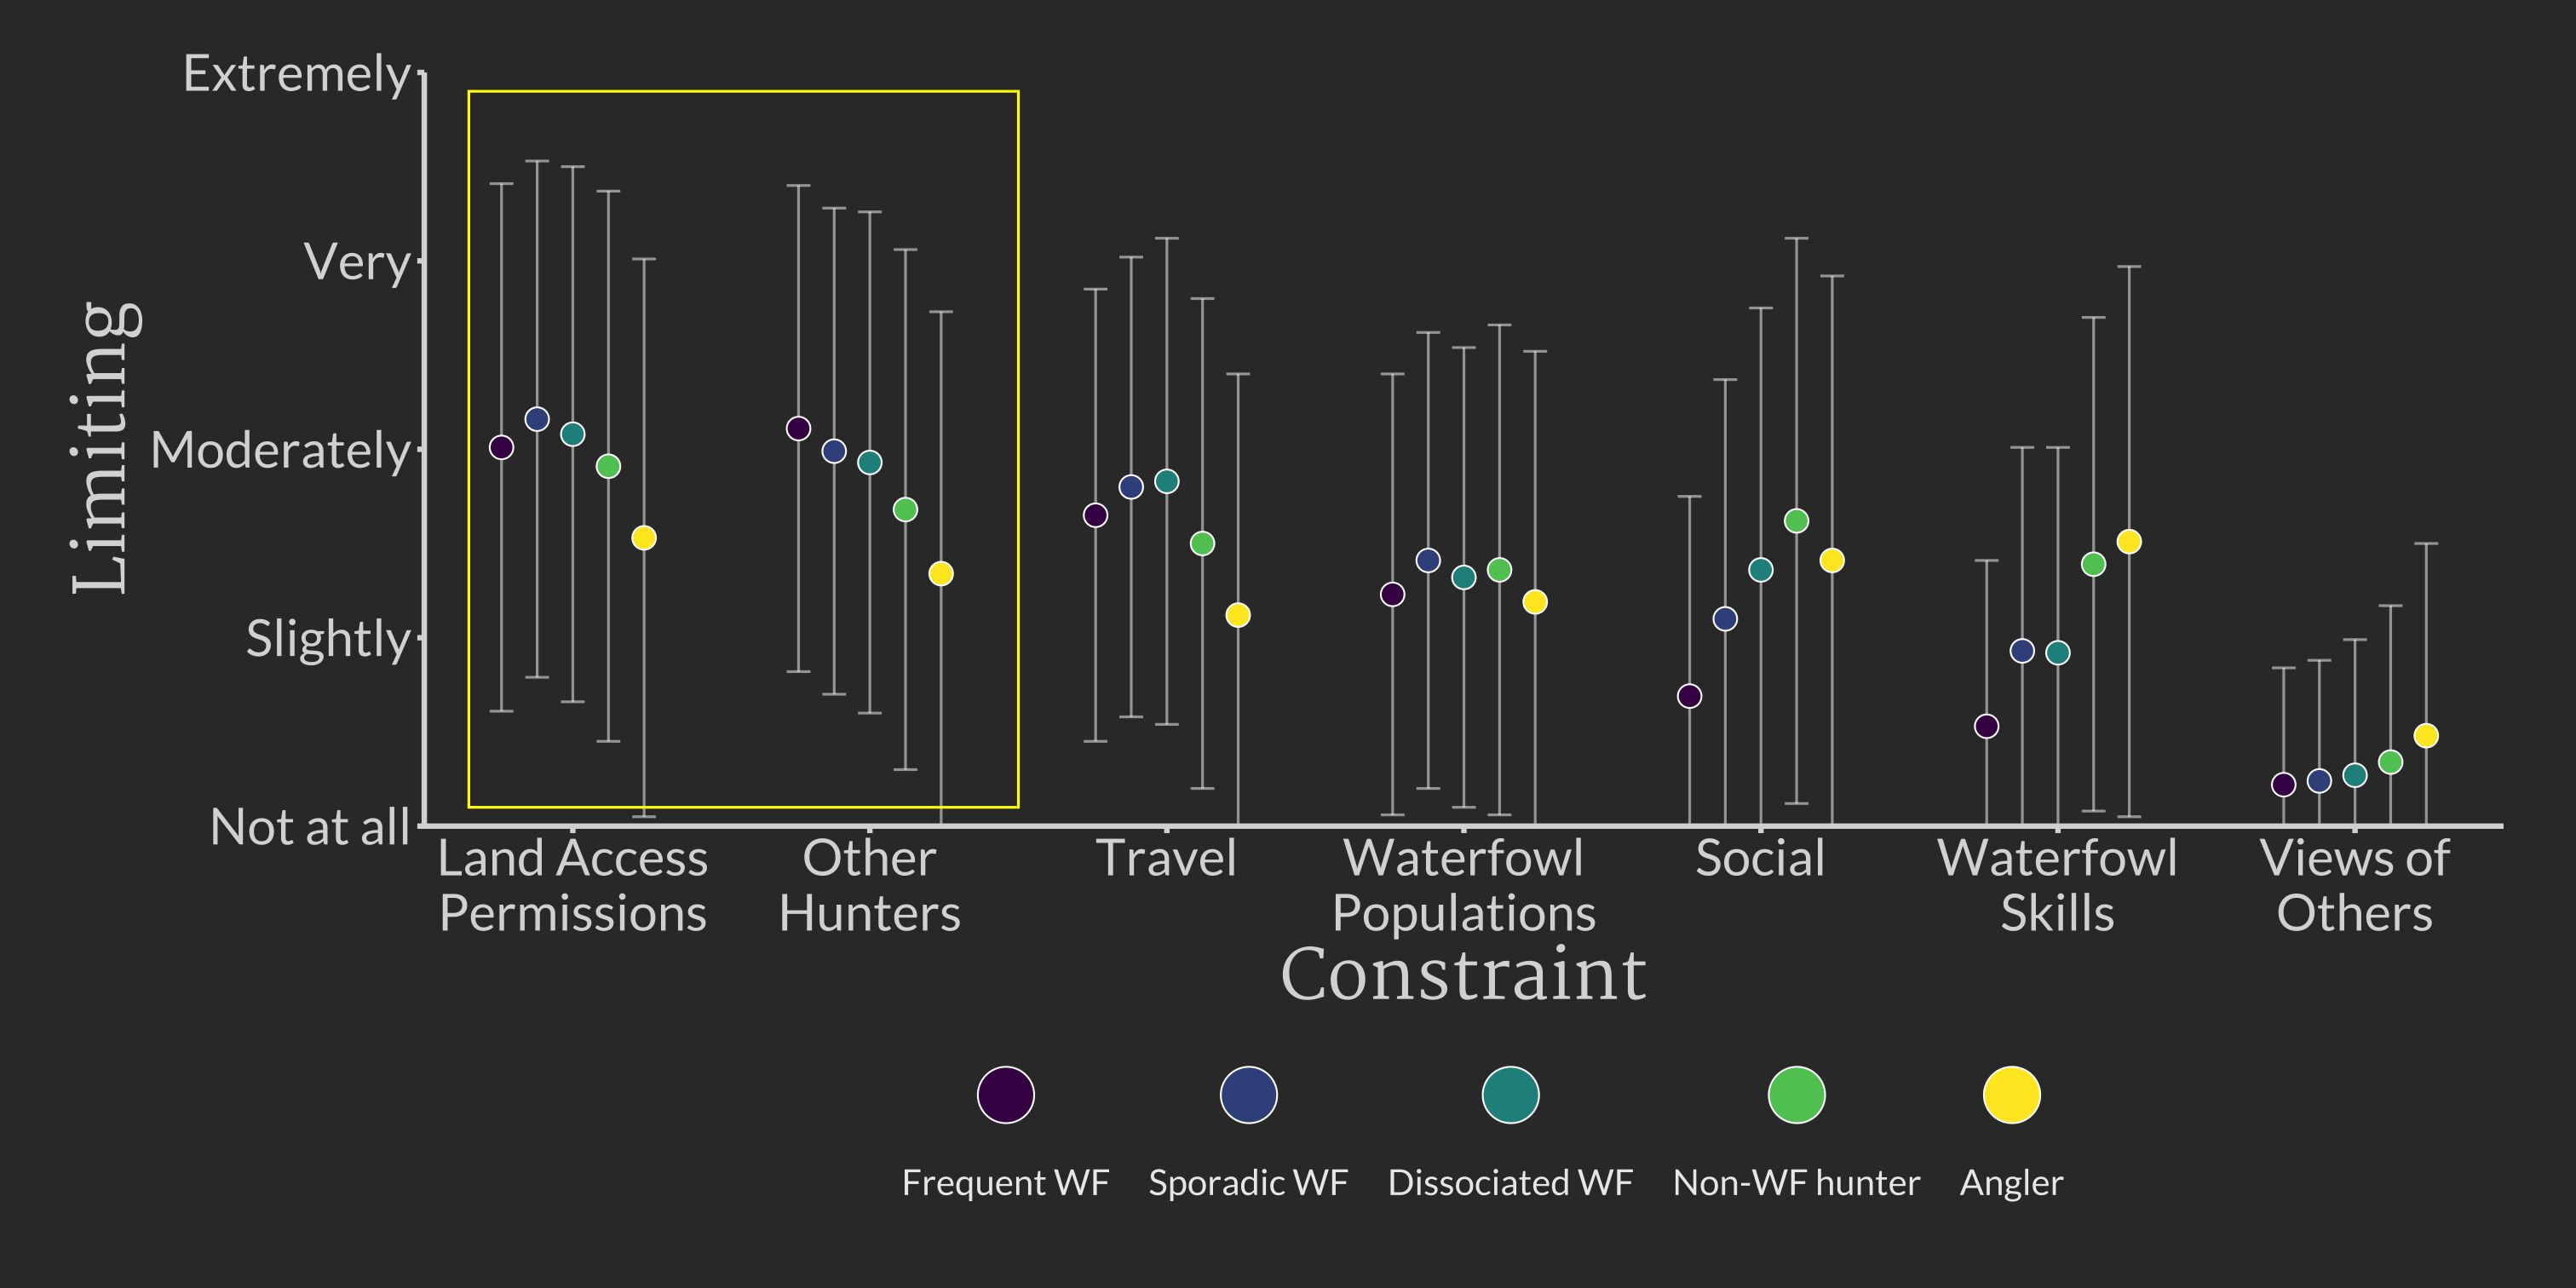 Extremely
Very
Moderately
Slightly
Not at all
Limiting
Land Access
Permissions
Other
Hunters
Travel
Waterfowl
Populations
Social
Waterfowl
Skills
Views of
Others
Constraint
Frequent WF
Sporadic WF
Dissociated WF
Non-WF hunter
Angler